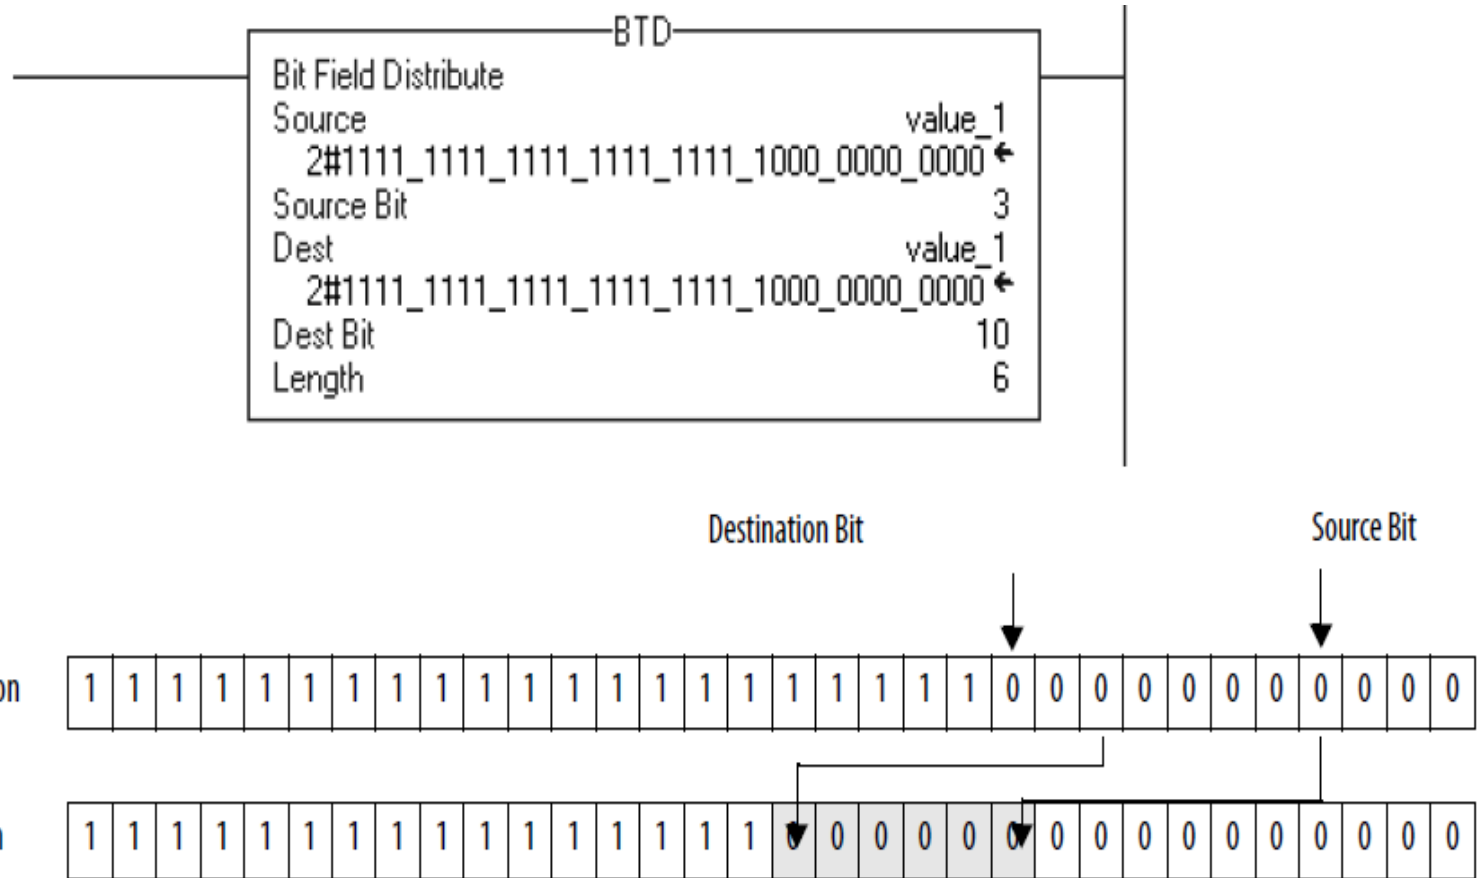 BTD
Bit Field Distribute
Source value_1
2#1111_1111_1111_1111_1111_1000_0000_0000
Source Bit 3
Dest value_1
2#1111_1111_1111_1111_1111_1000_0000_0000
Dest Bit 10
Length 6
Destination Bit Source Bit
on 1 1 1 1 1 1 1 1 1 1 1 1 1 1 1 1 1 1 1 1 1 0 0 0 0 0 0 0 0 0 0 0
n 1 1 1 1 1 1 1 1 1 1 1 1 1 1 1 1 0 0 0 0 0 0 0 0 0 0 0 0 0 0 0 0